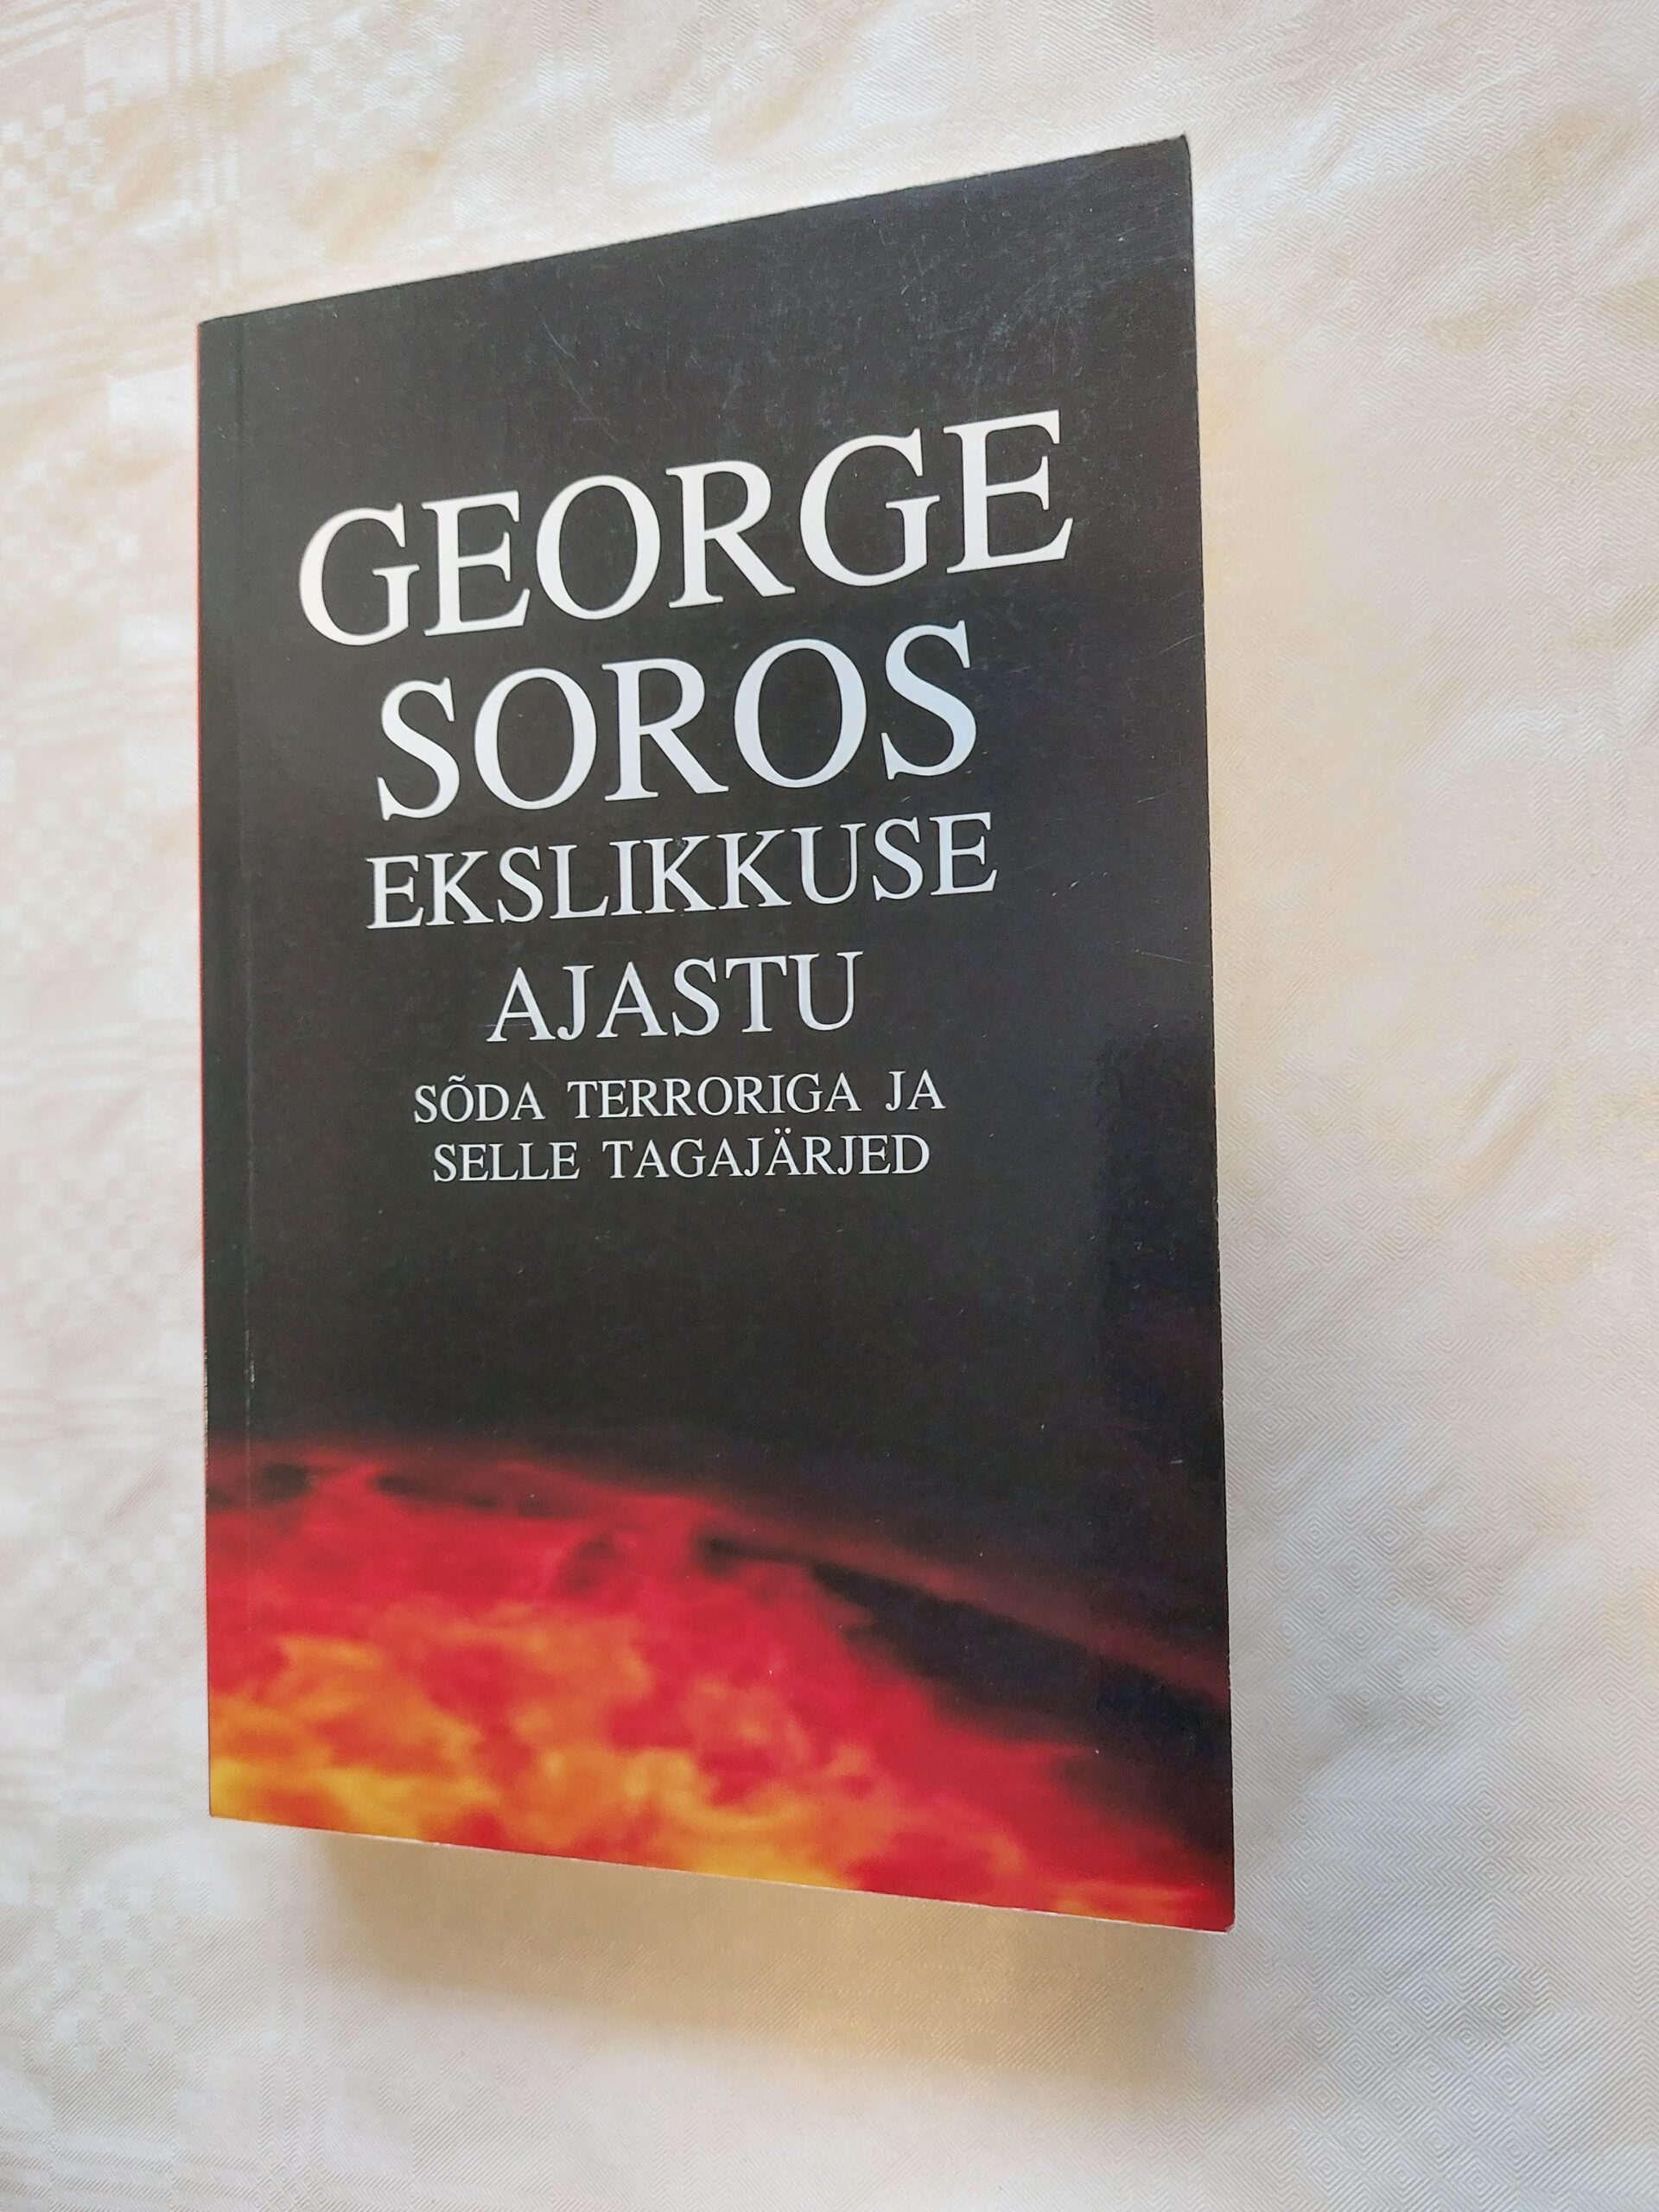 GEORGE
SOROS
EKSLIKKUSE
AJASTU
SÕDA TERRORIGA JA
SELLE TAGAJÄRJED